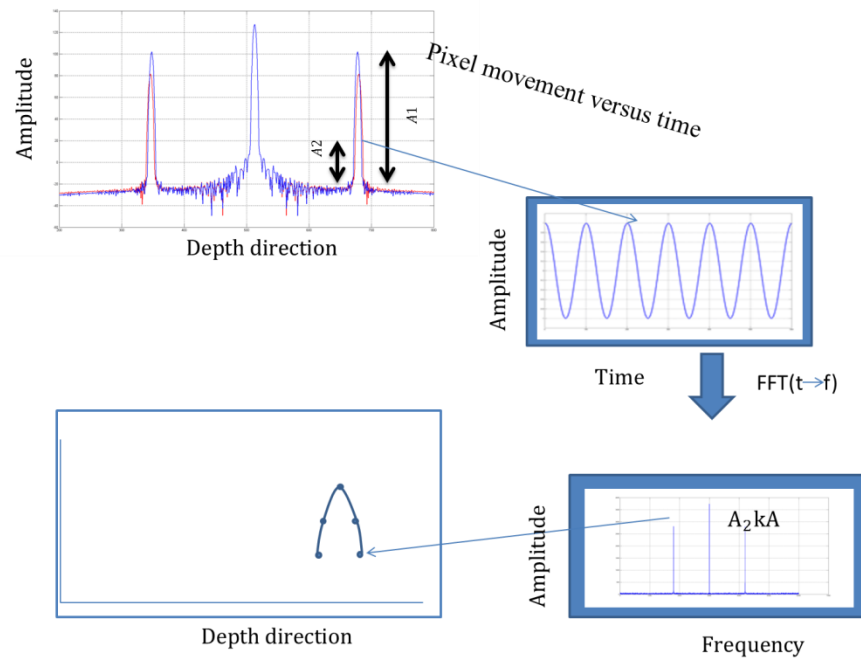 Amplitude
A2
A1
Depth direction
Pixel movement versus time
Amplitude
Time
FFT(t→f)
Amplitude
A₂kA
Frequency
Depth direction